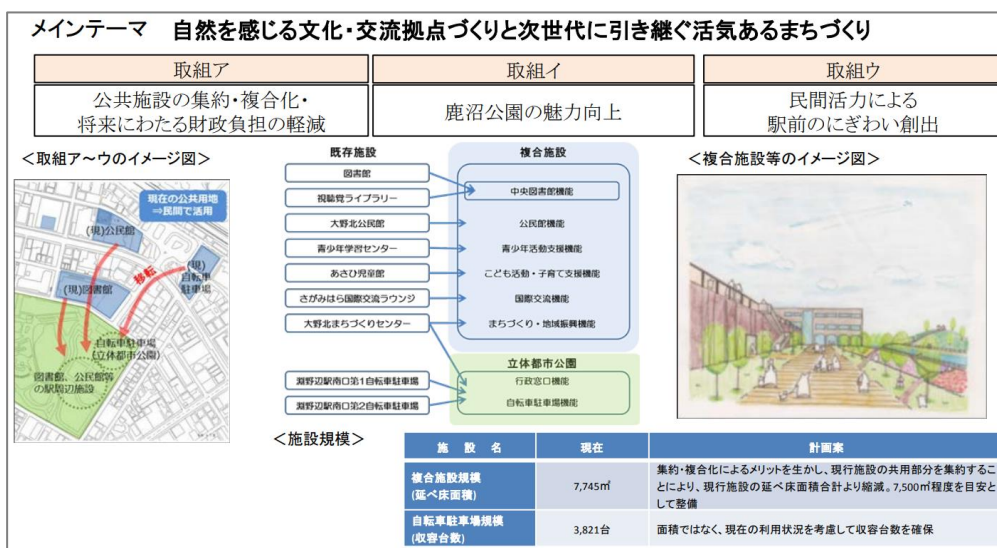 メインテーマ 自然を感じる文化・交流拠点づくりと次世代に引き継ぐ活気あるまちづくり
取組ア
公共施設の集約・複合化・
将来にわたる財政負担の軽減
取組イ
鹿沼公園の魅力向上
取組ウ
民間活力による
駅前のにぎわい創出
＜取組ア～ウのイメージ図＞
現在の公共用地
⇒民間で活用
(現)公民館
移転
(現)
自転車
駐車場
(現)図書館
自転車駐車場
(立体都市公園)
図書館、公民館等
の駅周辺施設
既存施設
図書館
視聴覚ライブラリー
大野北公民館
青少年学習センター
あさひ児童館
さがみはら国際交流ラウンジ
大野北まちづくりセンター
淵野辺駅南口第1自転車駐車場
淵野辺駅南口第2自転車駐車場
複合施設
中央図書館機能
公民館機能
青少年活動支援機能
こども活動・子育て支援機能
国際交流機能
まちづくり・地域振興機能
立体都市公園
行政窓口機能
自転車駐車場機能
＜複合施設等のイメージ図＞
＜施設規模＞
施 設 名 現在 計画案
複合施設規模
(延べ床面積)
7,745㎡
集約・複合化によるメリットを生かし、現行施設の共用部分を集約するこ
とにより、現行施設の延べ床面積合計より縮減。7,500㎡程度を目安と
して整備
自転車駐車場規模
(収容台数)
3,821台
面積ではなく、現在の利用状況を考慮して収容台数を確保